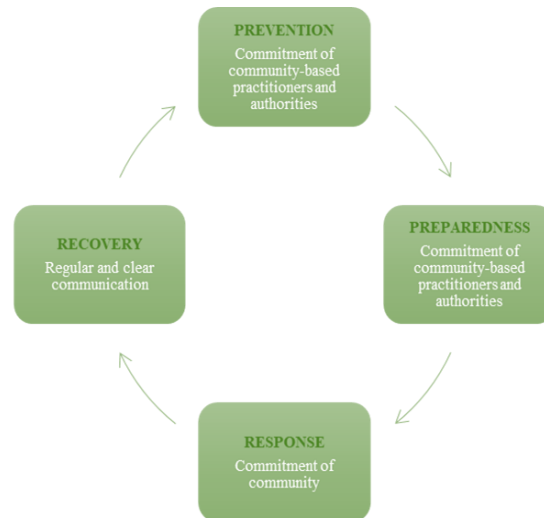 PREVENTION
Commitment of
community-based
practitioners and
authorities
PREPAREDNESS
Commitment of
community-based
practitioners and
authorities
RESPONSE
Commitment of
community
RECOVERY
Regular and clear
communication